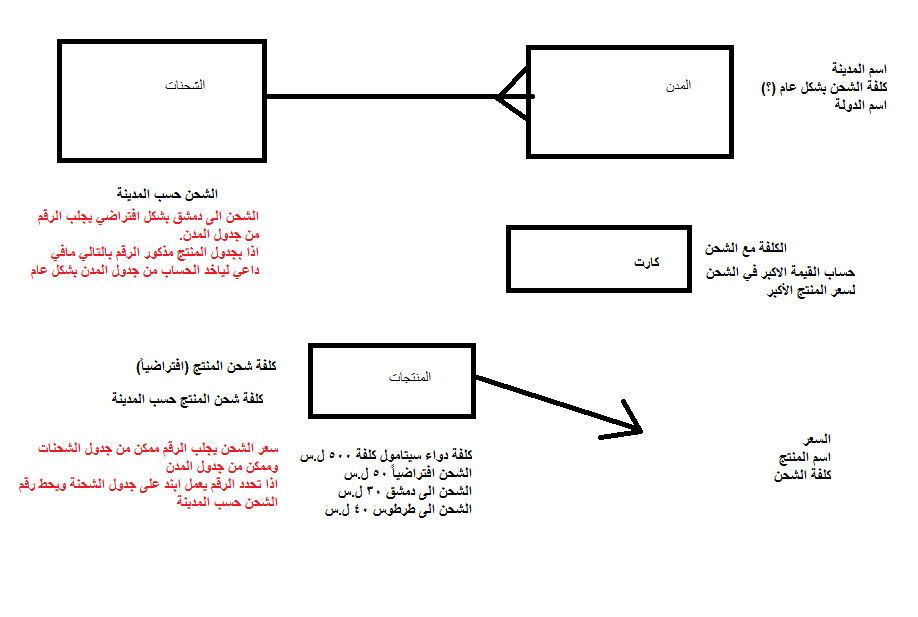 الشحنات
المدن
اسم المدينة
كلفة الشحن بشكل عام (؟)
اسم الدولة
الشحن حسب المدينة
الشحن الى دمشق بشكل افتراضي يجلب الرقم
من جدول المدن.
اذا بجدول المنتج مذكور الرقم بالتالي مافي
داعي لياخد الحساب من جدول المدن بشكل عام
كارت
الكلفة مع الشحن
حساب القيمة الاكبر في الشحن
لسعر المنتج الأكبر
المنتجات
كلفة شحن المنتج (افتراضياً)
كلفة شحن المنتج حسب المدينة
سعر الشحن يجلب الرقم ممكن من جدول الشحنات
وممكن من جدول المدن
اذا تحدد الرقم يعمل ابند على جدول الشحنة ويحط رقم
الشحن حسب المدينة
كلفة دواء سيتامول كلفة ٥٠٠ ل.س
الشحن افتراضياً ٥٠ ل.س
الشحن الى دمشق ٣٠ ل.س
الشحن الى طرطوس ٤٠ ل.س
السعر
اسم المنتج
كلفة الشحن